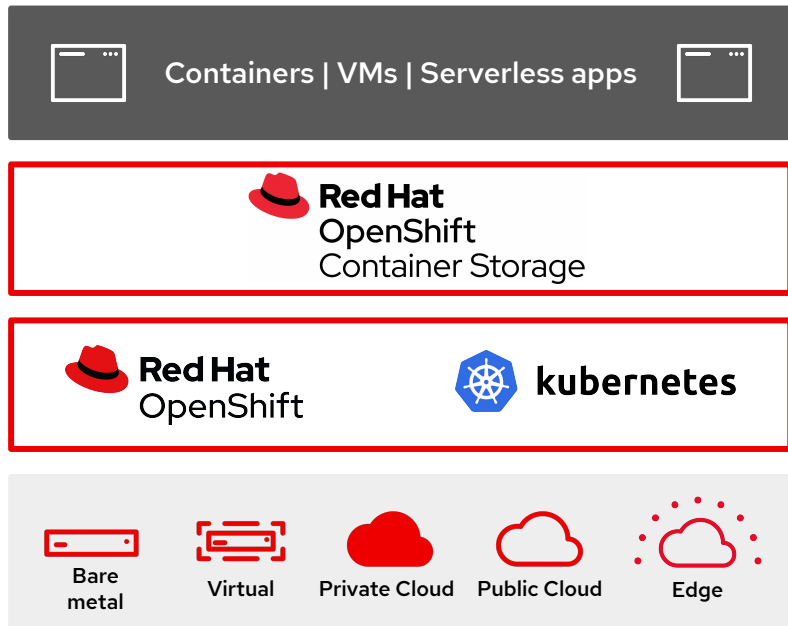 Containers | VMs | Serverless apps
Red Hat
OpenShift
Container Storage
Red Hat
OpenShift
kubernetes
Bare
metal
Virtual
Private Cloud
Public Cloud
Edge